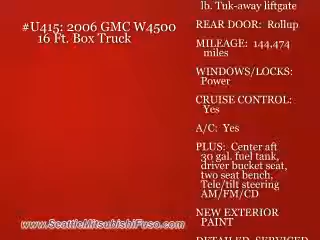 #U415: 2006 GMC W4500
16 Ft. Box Truck
lb. Tuk-away liftgate
REAR DOOR: Rollup
MILEAGE: 144,474
miles
WINDOWS/LOCKS:
Power
CRUISE CONTROL:
Yes
A/C: Yes
PLUS: Center aft
30 gal. fuel tank,
driver bucket seat,
two seat bench,
Tele/tilt steering
AM/FM/CD
NEW EXTERIOR
PAINT
DETAILED, SERVICED
www.SeattleMitsubishiFuso.com